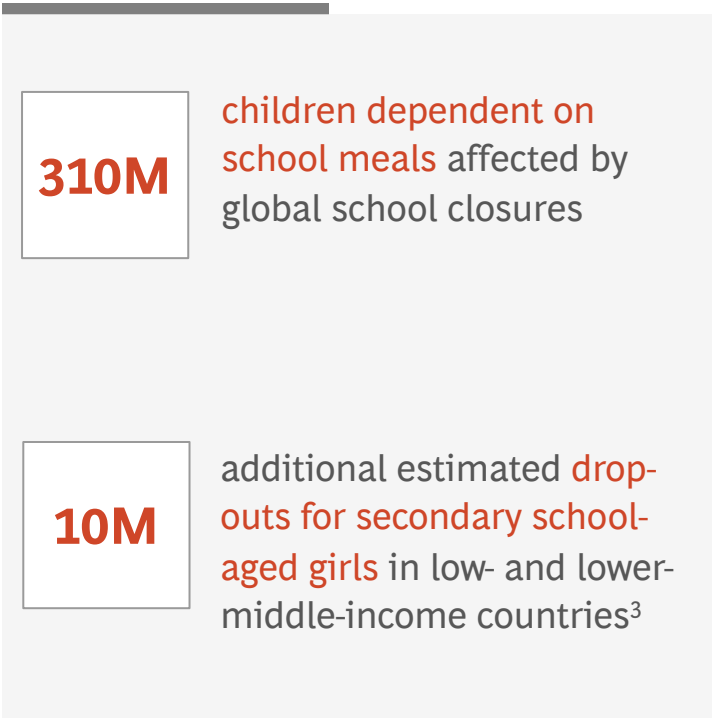 310M
children dependent on
school meals affected by
global school closures
10M
additional estimated drop-
outs for secondary school-
aged girls in low- and lower-
middle-income countries³